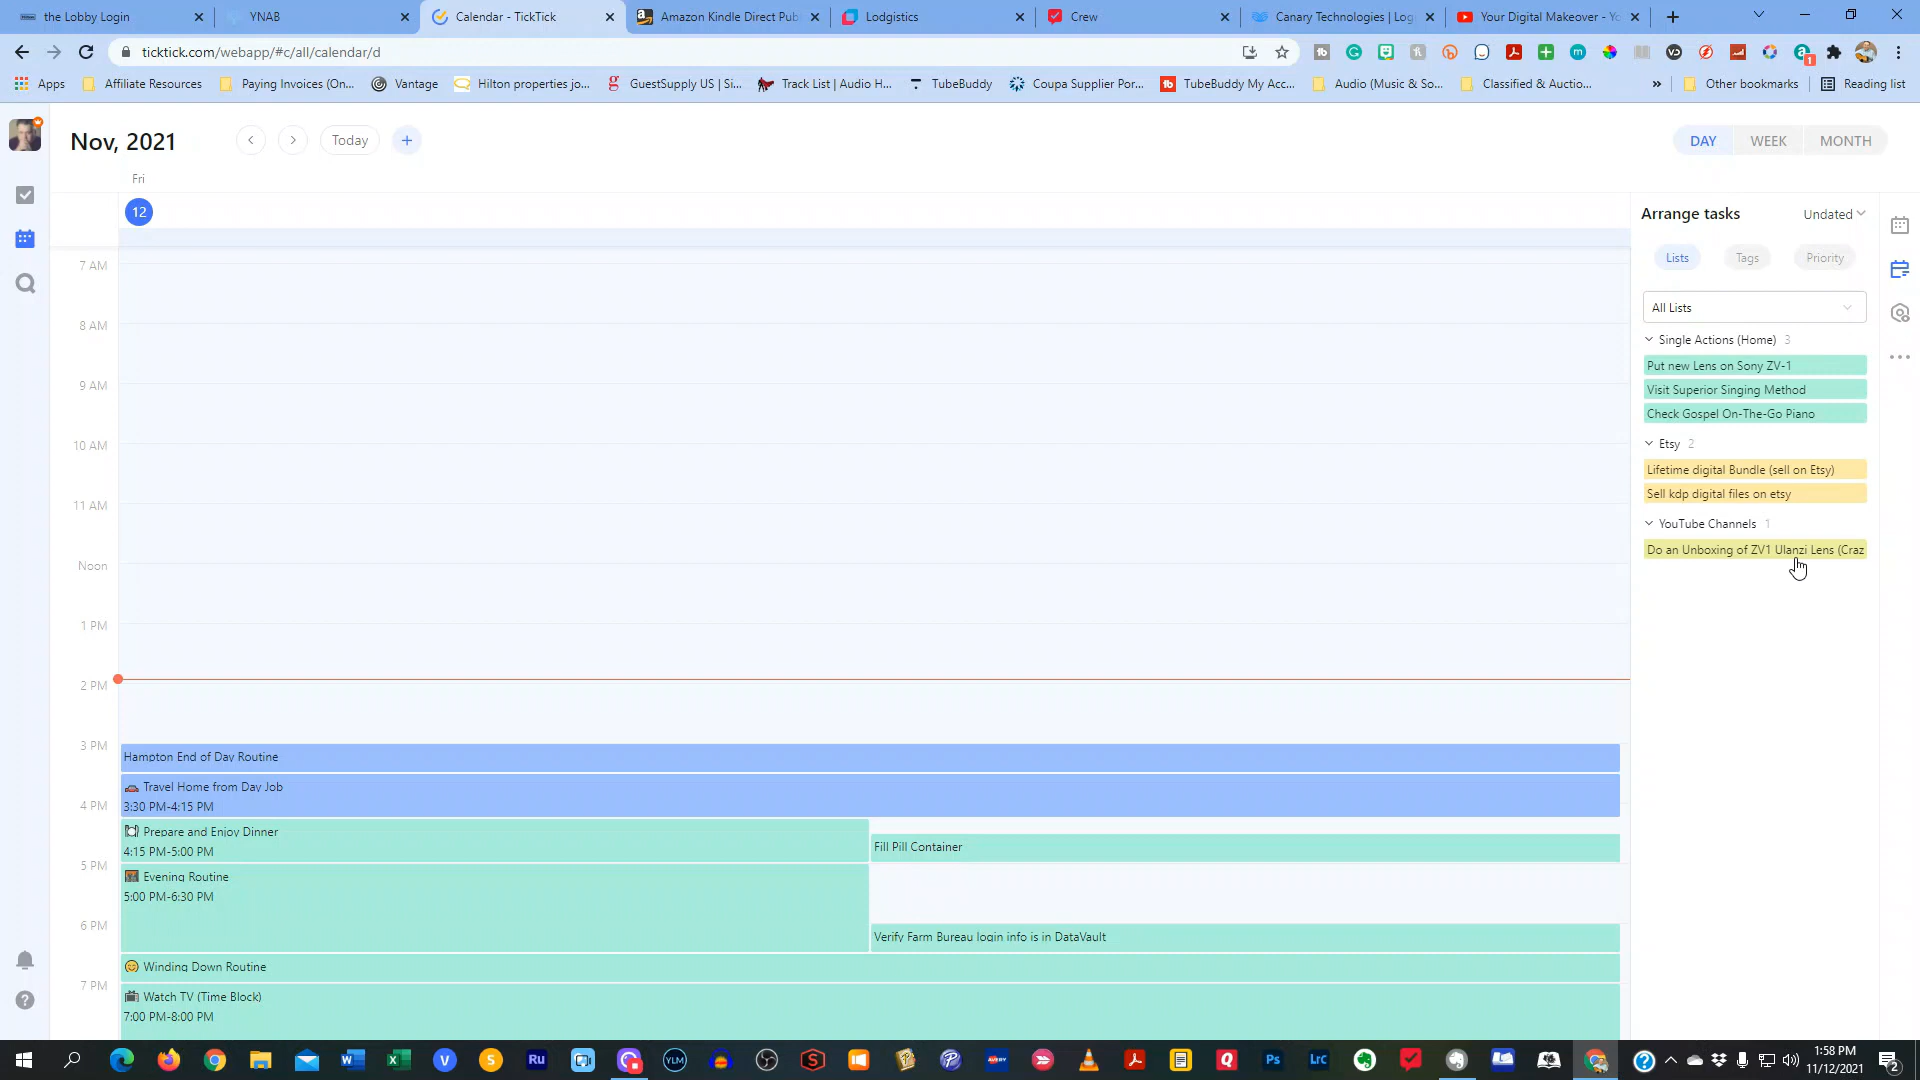 the Lobby Login
YNAB
Calendar - TickTick
Amazon Kindle Direct Pub
Lodgistics
Crew
Canary Technologies | Log
Your Digital Makeover - Yo
ticktick.com/webapp/#c/all/calendar/d
Apps
Affiliate Resources
Paying Invoices (On...
Vantage
Hilton properties jo...
GuestSupply US | Si...
Track List | Audio H...
TubeBuddy
Coupa Supplier Por...
TubeBuddy My Acc...
Audio (Music & So...
Classified & Auctio...
»
Other bookmarks
Reading list
Nov, 2021
Today
DAY
WEEK
MONTH
Fri
12
7 AM
8 AM
9 AM
10 AM
11 AM
Noon
1 PM
2 PM
3 PM
4 PM
5 PM
6 PM
7 PM
Hampton End of Day Routine
Travel Home from Day Job
3:30 PM-4:15 PM
Prepare and Enjoy Dinner
4:15 PM-5:00 PM
Fill Pill Container
Evening Routine
5:00 PM-6:30 PM
Verify Farm Bureau login info is in DataVault
Winding Down Routine
Watch TV (Time Block)
7:00 PM-8:00 PM
Arrange tasks
Undated
Lists
Tags
Priority
All Lists
Single Actions (Home) 3
Put new Lens on Sony ZV-1
Visit Superior Singing Method
Check Gospel On-The-Go Piano
Etsy 2
Lifetime digital Bundle (sell on Etsy)
Sell kdp digital files on etsy
YouTube Channels 1
Do an Unboxing of ZV1 Ulanzi Lens (Craz
1:58 PM
11/12/2021
2